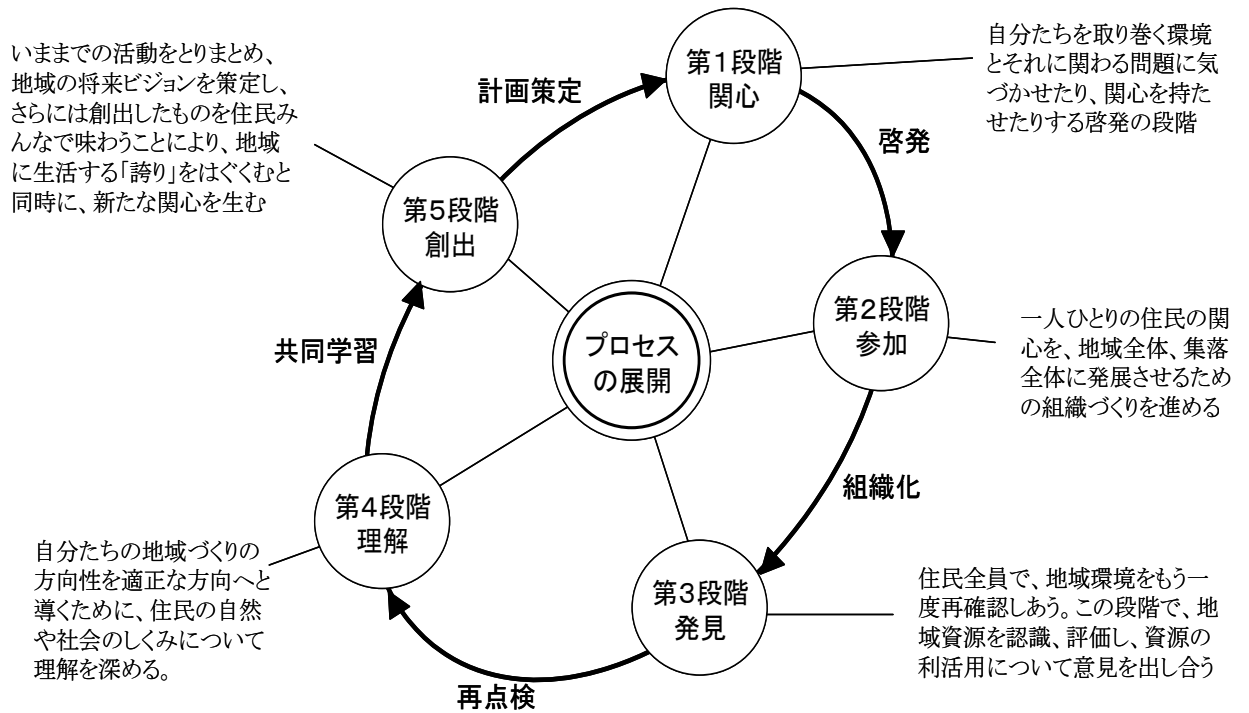 いままでの活動をとりまとめ、
地域の将来ビジョンを策定し、
さらには創出したものを住民み
んなで味わうことにより、地域
に生活する「誇り」をはぐくむと
同時に、新たな関心を生む
計画策定
第1段階
関心
自分たちを取り巻く環境
とそれに関わる問題に気
づかせたり、関心を持た
せたりする啓発の段階
啓発
第5段階
創出
第2段階
参加
一人ひとりの住民の関
心を、地域全体、集落
全体に発展させるため
の組織づくりを進める
プロセス
の展開
共同学習
組織化
第4段階
理解
自分たちの地域づくりの
方向性を適正な方向へと
導くために、住民の自然
や社会のしくみについて
理解を深める。
第3段階
発見
住民全員で、地域環境をもう一
度再確認しあう。この段階で、地
域資源を認識、評価し、資源の
利活用について意見を出し合う
再点検